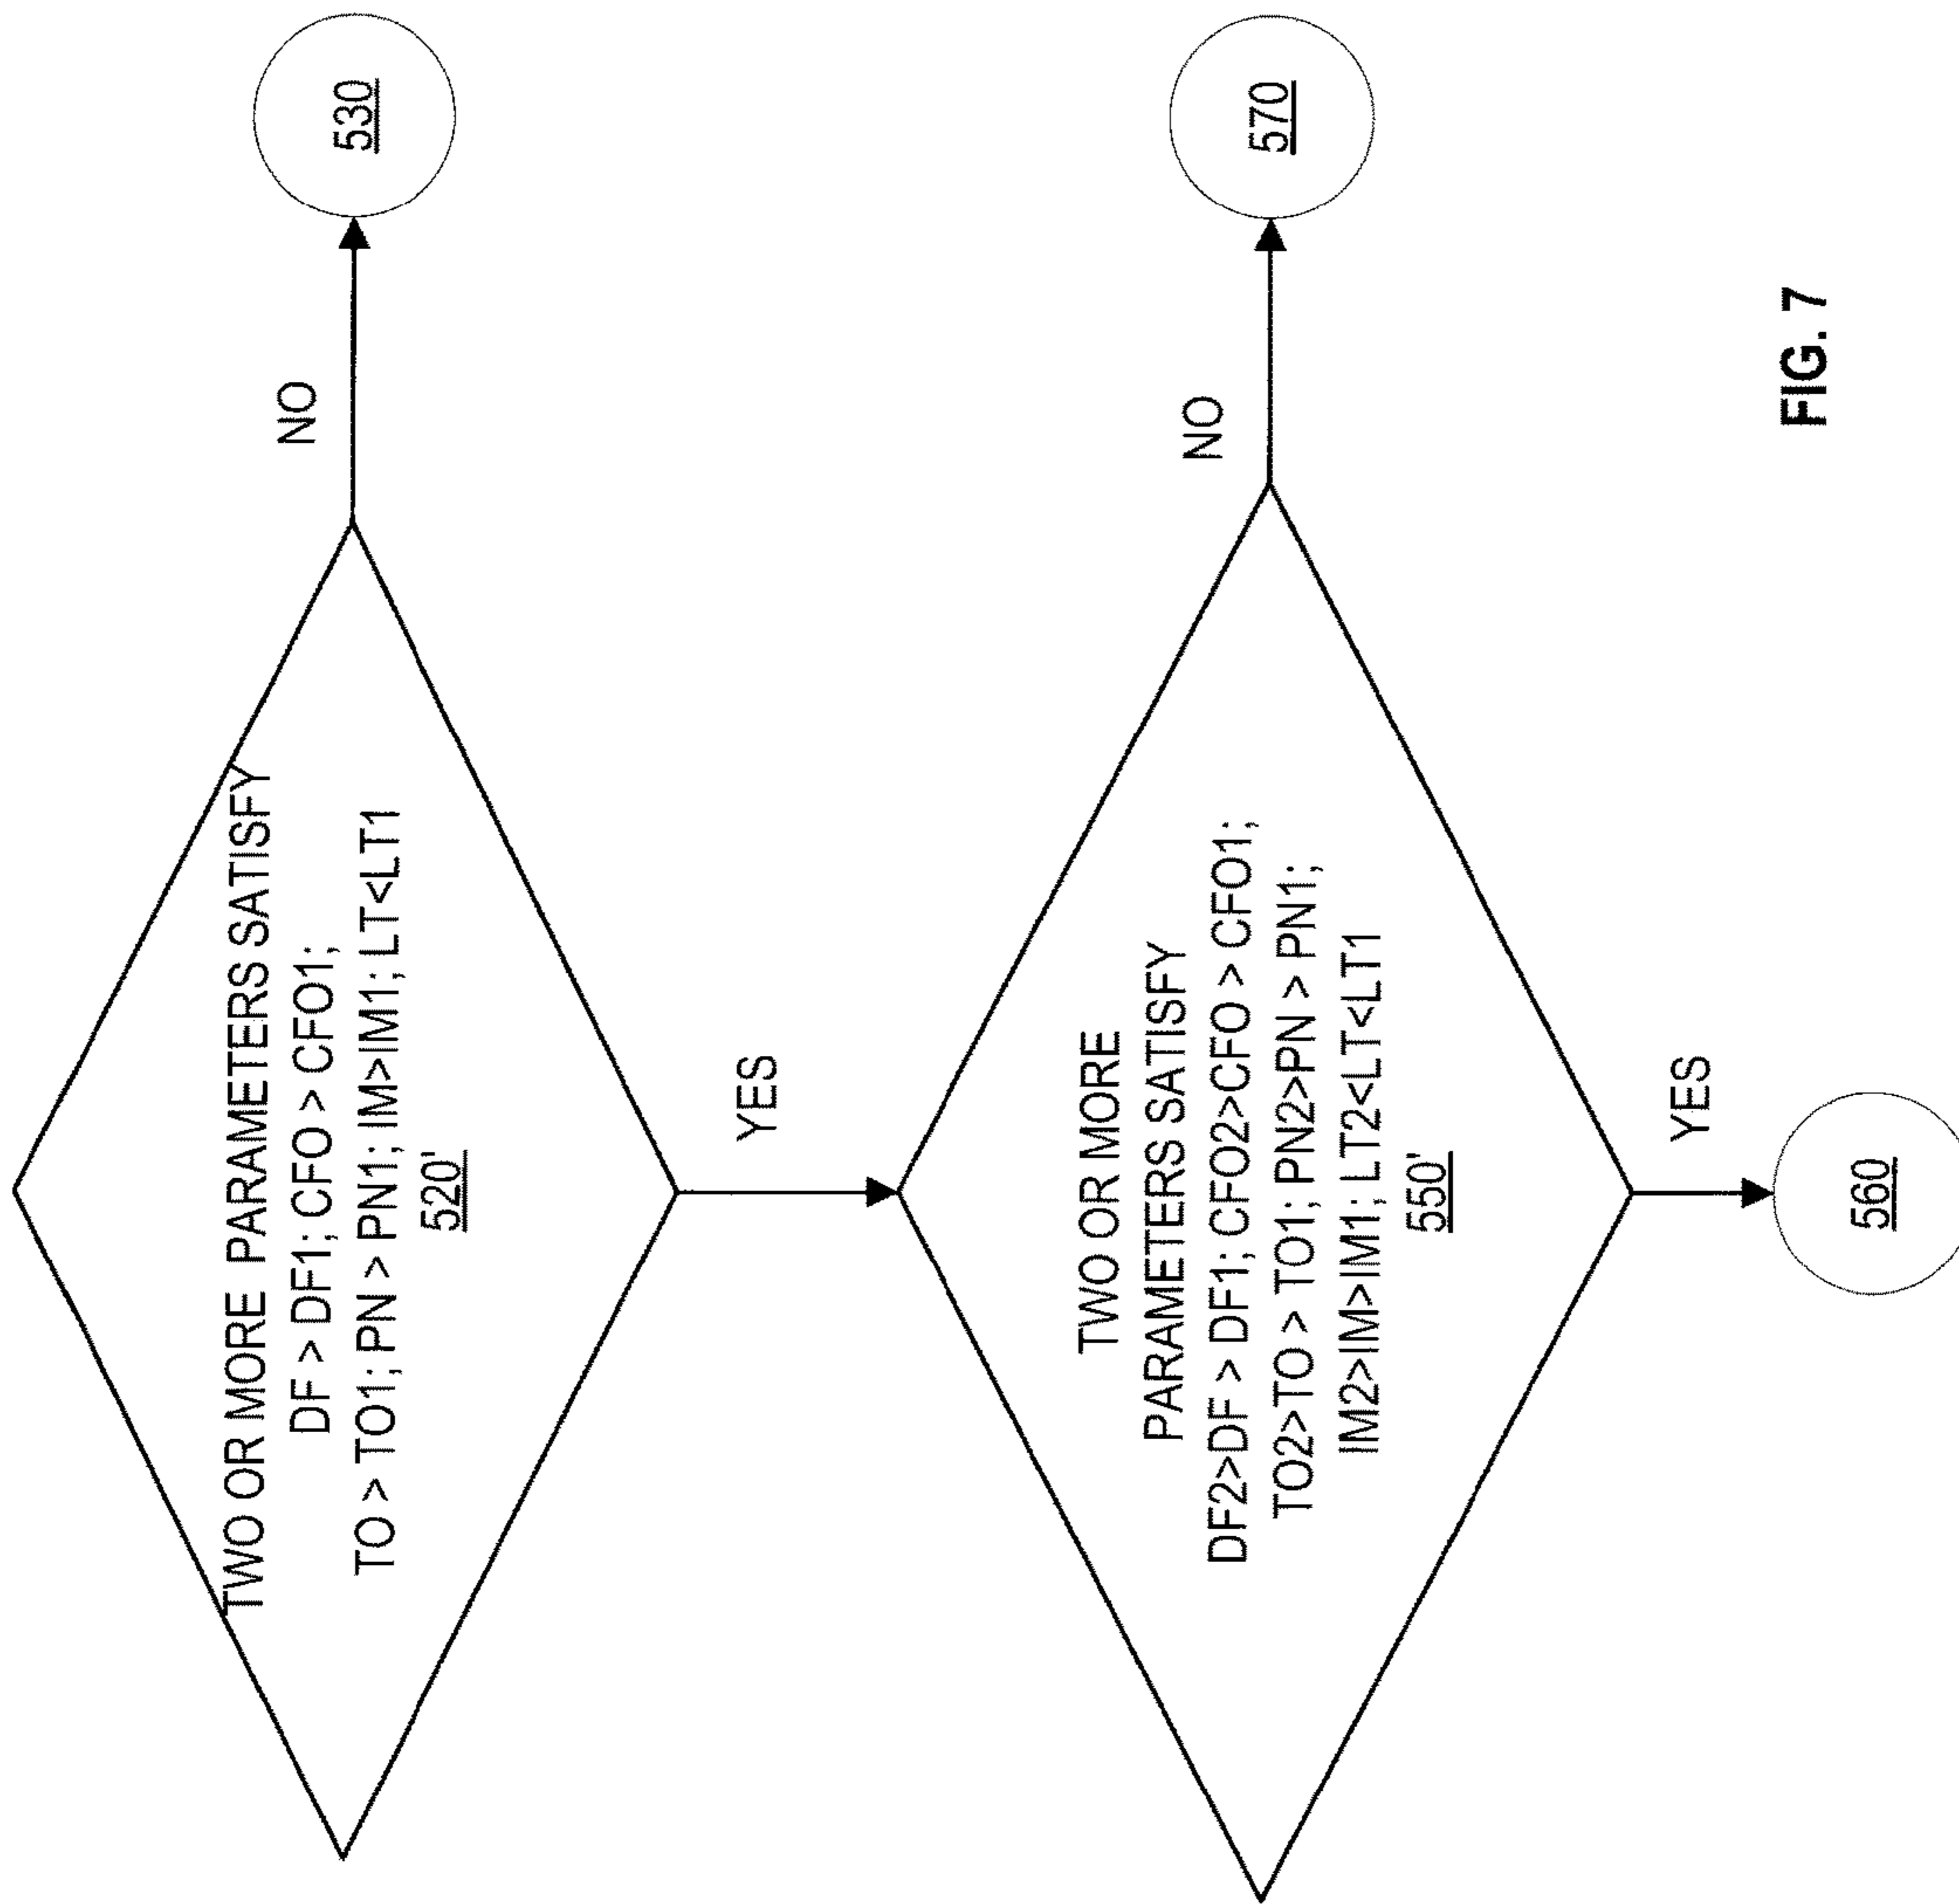 TWO OR MORE PARAMETERS SATISFY
DF > DF1; CFO > CFO1;
TO > TO1; PN > PN1; IM>IM1; LT<LT1
520'
NO
530
YES
TWO OR MORE
PARAMETERS SATISFY
DF2>DF > DF1; CFO2>CFO > CFO1;
TO2>TO > TO1; PN2>PN > PN1;
IM2>IM>IM1; LT2<LT<LT1
550'
NO
570
YES
560
FIG. 7